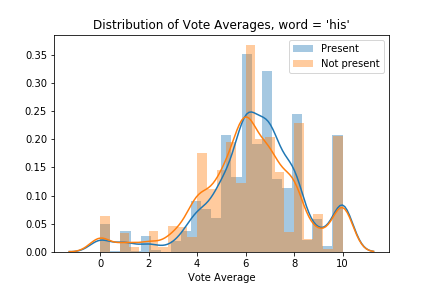 Distribution of Vote Averages, word = 'his'
Present
Not present
0.35
0.30
0.25
0.20
0.15
0.10
0.05
0.00
0 2 4 6 8 10
Vote Average